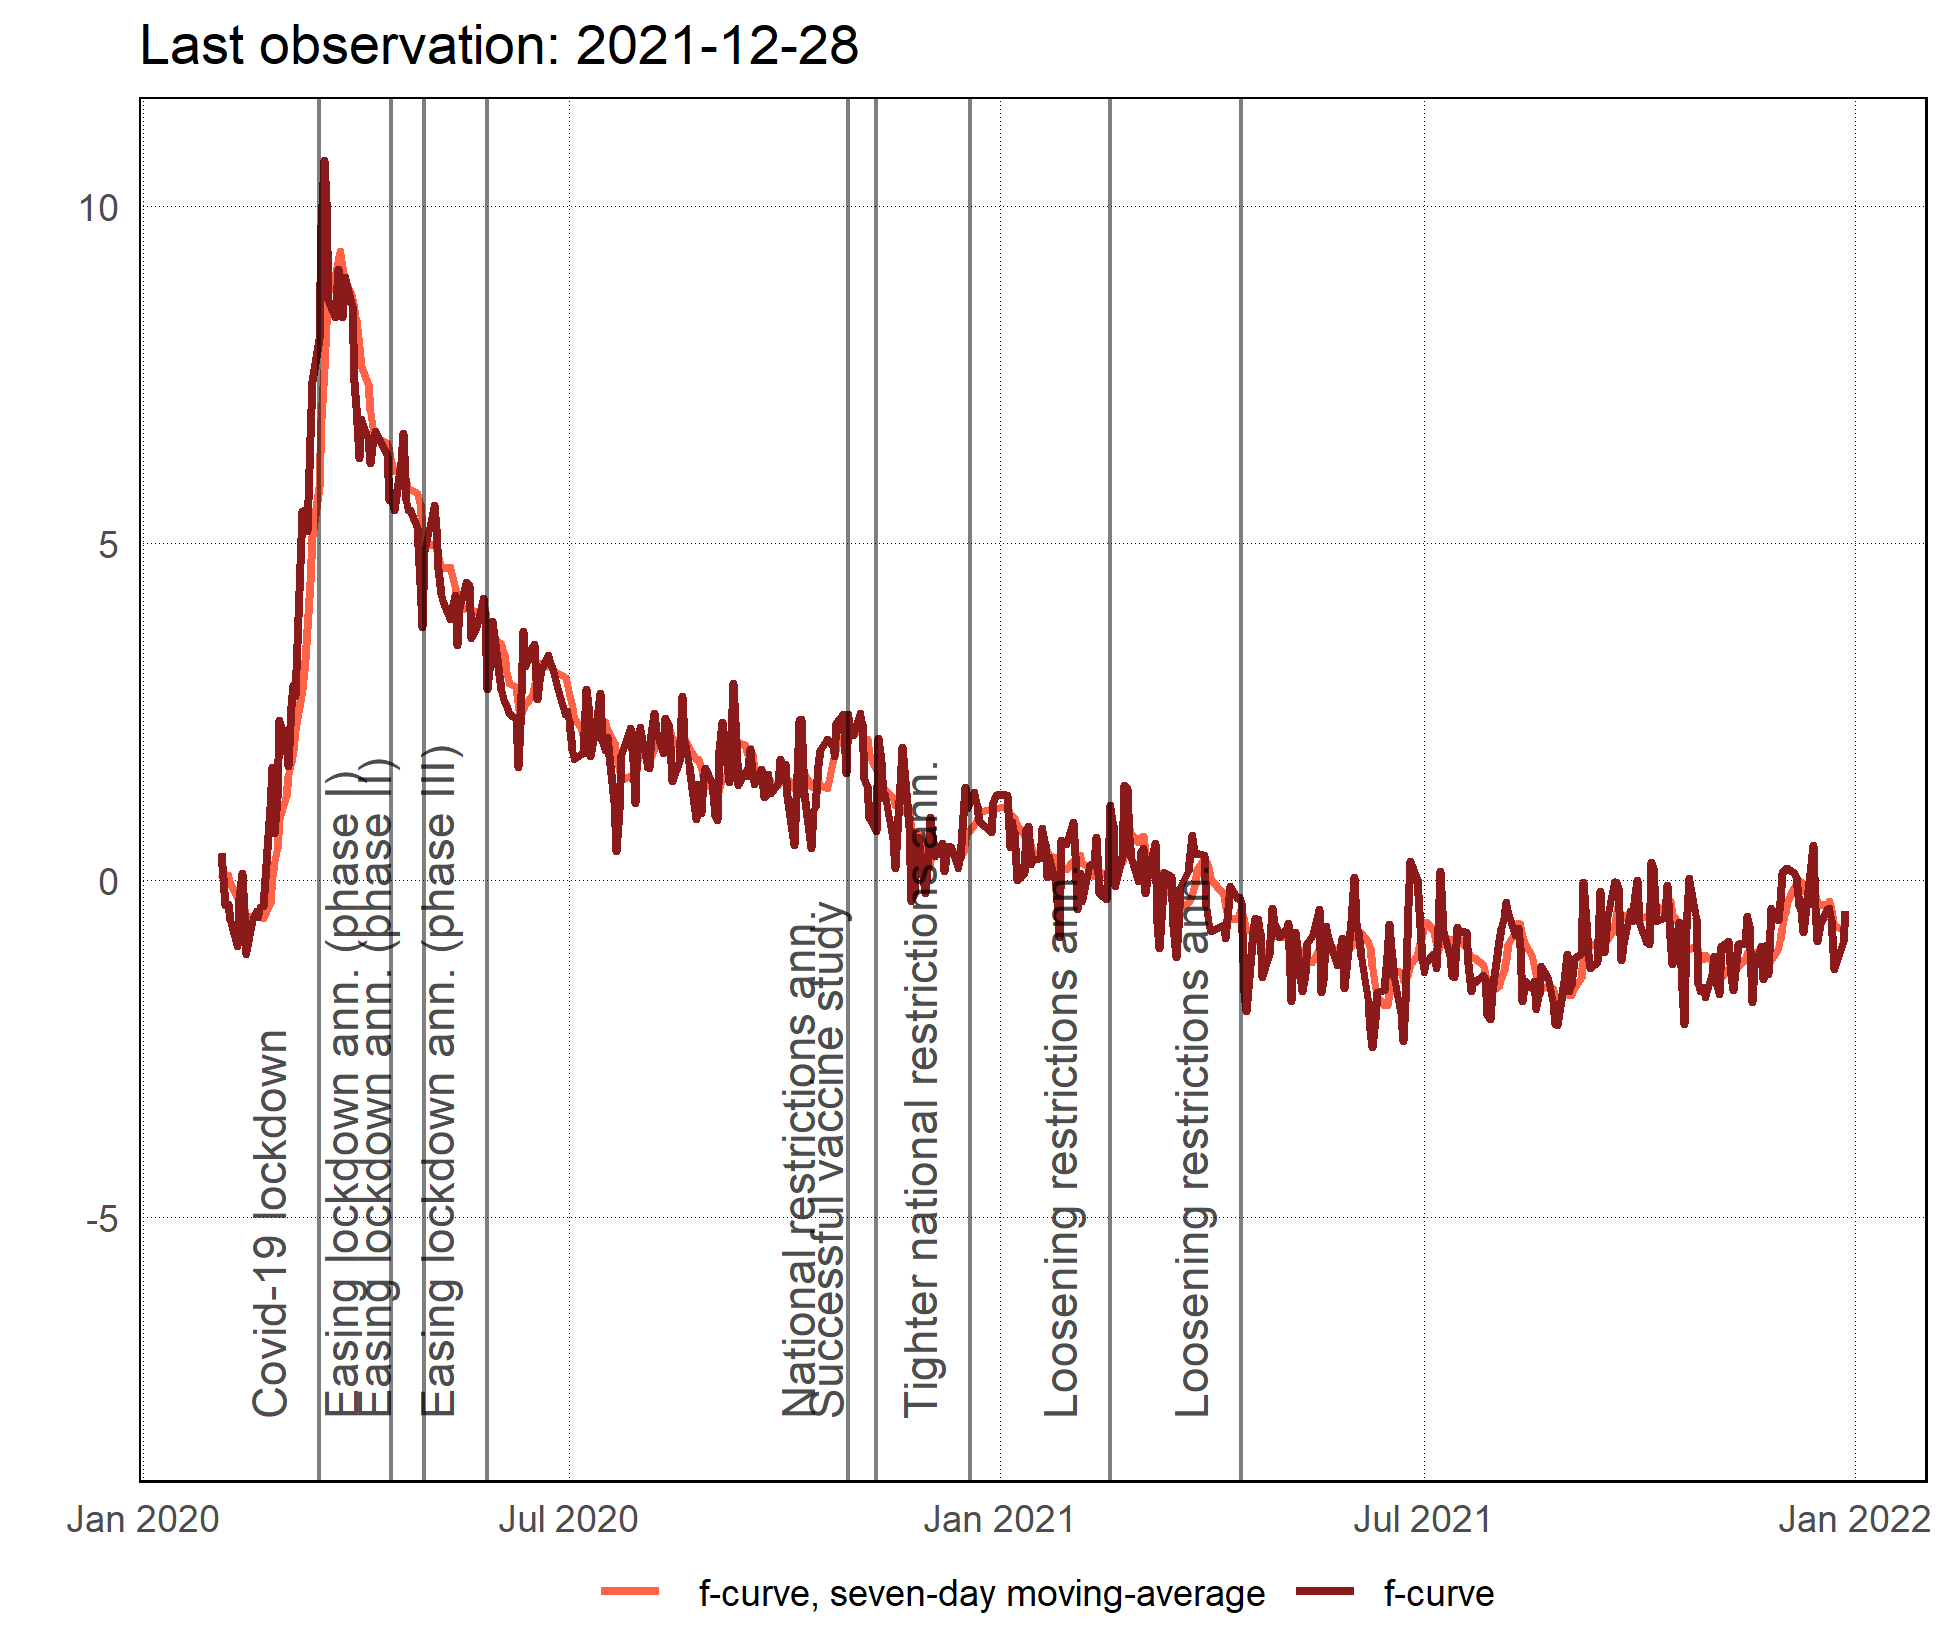 Last observation: 2021-12-28
10
5
0
-5
Covid-19 lockdown
Easing lockdown ann. (phase I)
Easing lockdown ann. (phase II)
Easing lockdown ann. (phase III)
National restrictions ann.
Successful vaccine study
Tighter national restrictions ann.
Loosening restrictions ann.
Loosening restrictions ann.
Jan 2020
Jul 2020
Jan 2021
Jul 2021
Jan 2022
f-curve, seven-day moving-average
f-curve